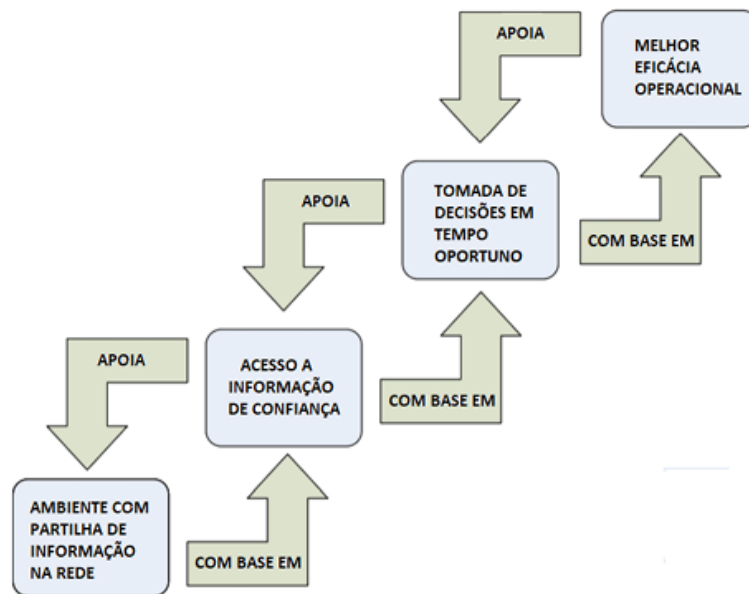 APOIA
MELHOR
EFICÁCIA
OPERACIONAL
APOIA
TOMADA DE
DECISÕES EM
TEMPO
OPORTUNO
COM BASE EM
APOIA
ACESSO A
INFORMAÇÃO
DE CONFIANÇA
COM BASE EM
AMBIENTE COM
PARTILHA DE
INFORMAÇÃO
NA REDE
COM BASE EM